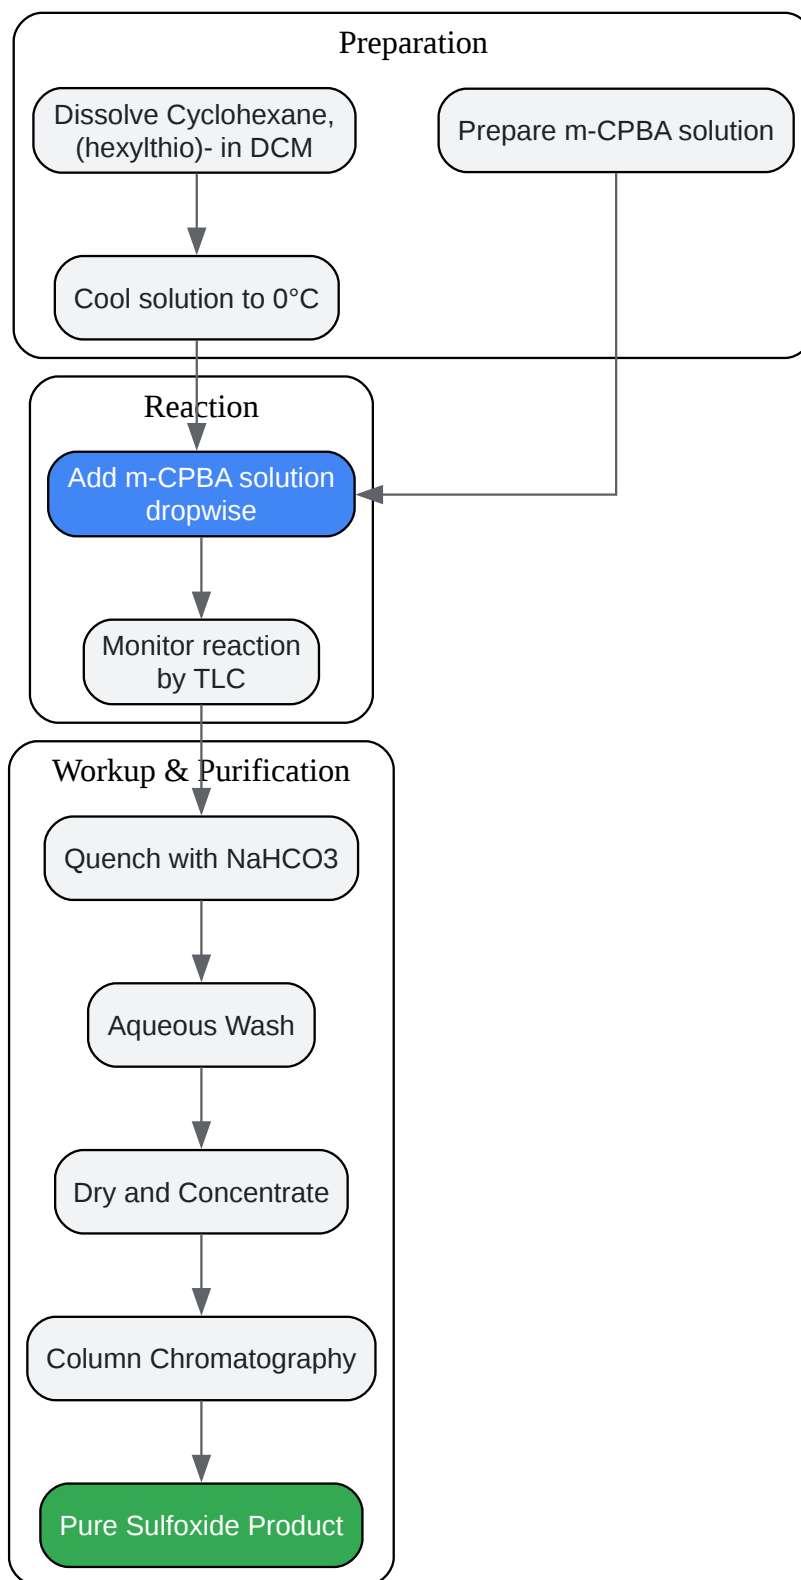 Preparation
Dissolve Cyclohexane,
(hexylthio)- in DCM
Prepare m-CPBA solution
Cool solution to 0°C
Reaction
Add m-CPBA solution
dropwise
Monitor reaction
by TLC
Workup & Purification
Quench with NaHCO3
Aqueous Wash
Dry and Concentrate
Column Chromatography
Pure Sulfoxide Product